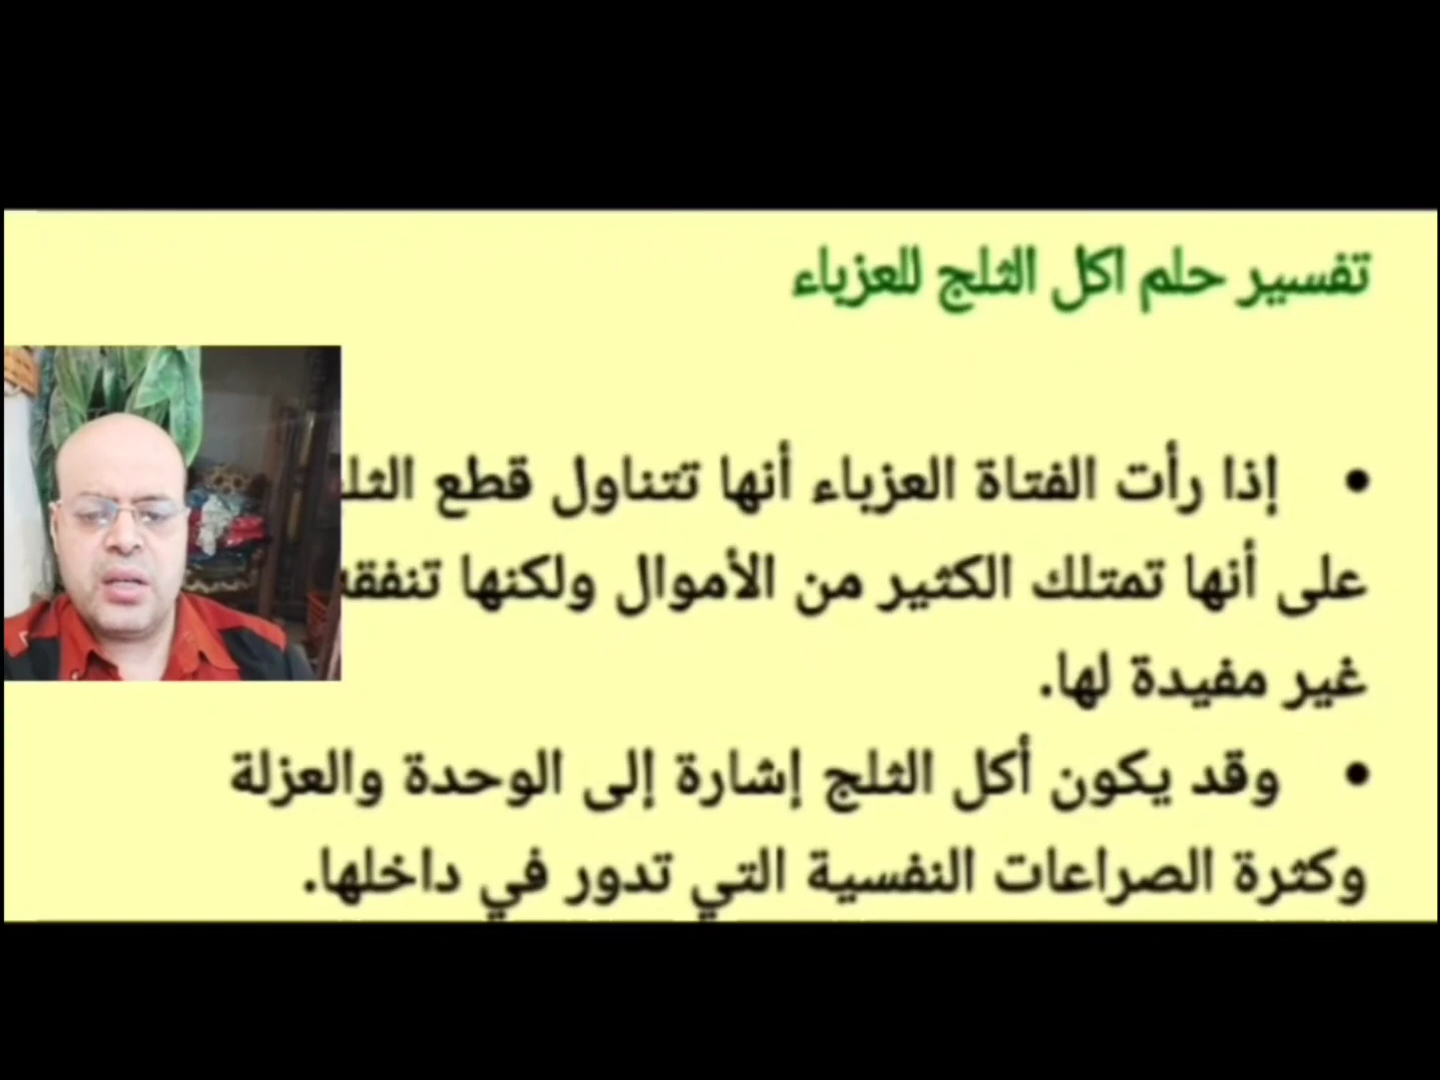 تفسير حلم اكل الثلج للعزباء
• إذا رأت الفتاة العزباء أنها تتناول قطع
على أنها تمتلك الكثير من الأموال ولكنها
غير مفيدة لها.
• وقد يكون أكل الثلج إشارة إلى الوحدة والعزلة
وكثرة الصراعات النفسية التي تدور في داخلها.